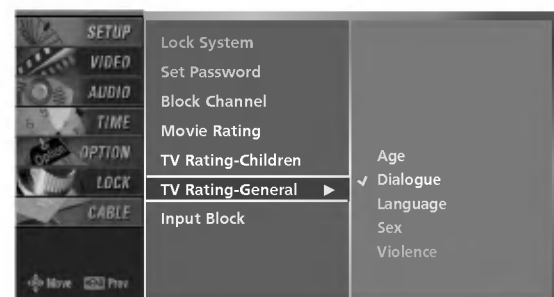 SETUP
VIDEO
AUDIO
TIME
OPTION
LOCK
CABLE
Move MENU Prev
Lock System
Set Password
Block Channel
Movie Rating
TV Rating-Children
TV Rating-General ▶
Input Block
Age
✓ Dialogue
Language
Sex
Violence